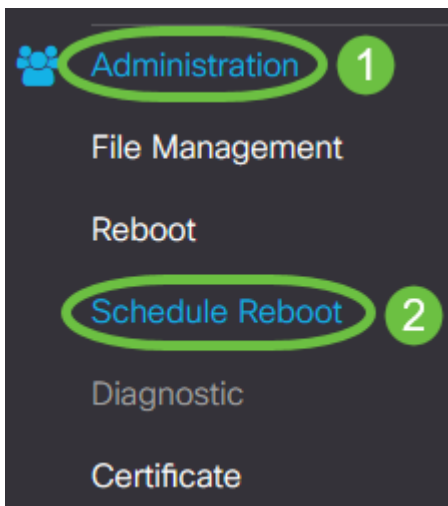 Administration 1
File Management
Reboot
Schedule Reboot 2
Diagnostic
Certificate